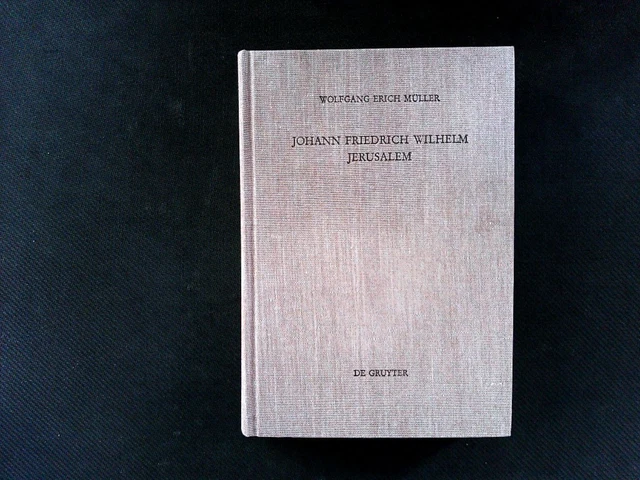 WOLFGANG ERICH MÜLLER
JOHANN FRIEDRICH WILHELM
JERUSALEM
DE GRUYTER